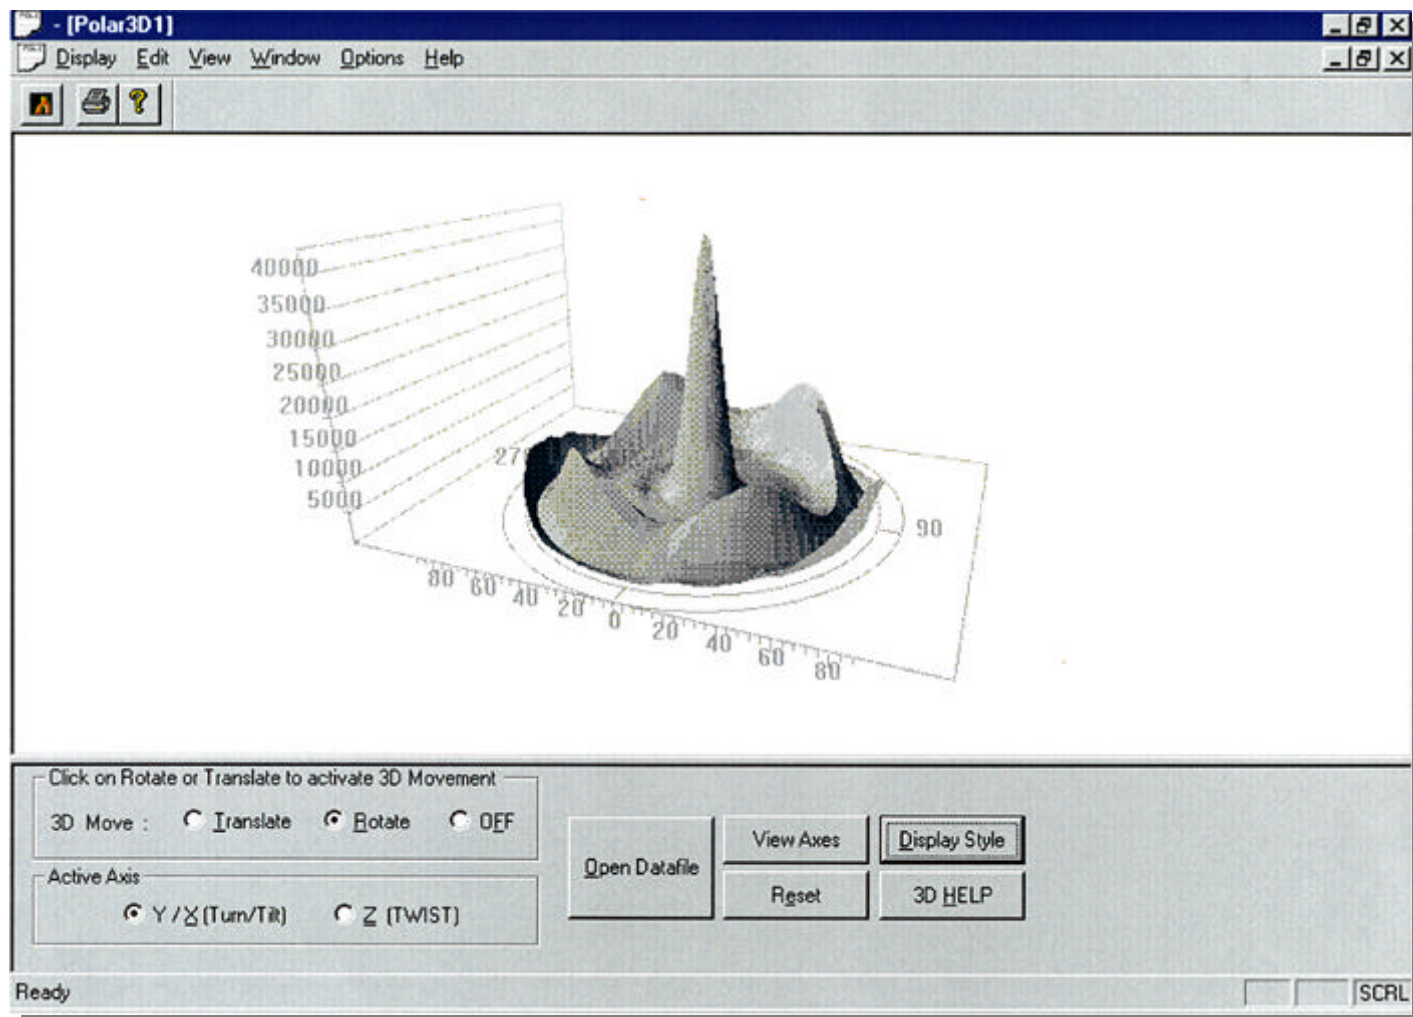 - [Polar3D1]
Display Edit View Window Options Help
40000
35000
30000
25000
20000
15000
10000
5000
27
90
80 60 40 20 0 20 40 60 80
Click on Rotate or Translate to activate 3D Movement
3D Move : Translate Rotate OFF
Active Axis
Y / X (Turn/Tilt) Z (TWIST)
Open Datafile
View Axes
Display Style
Reset
3D HELP
Ready
SCRL